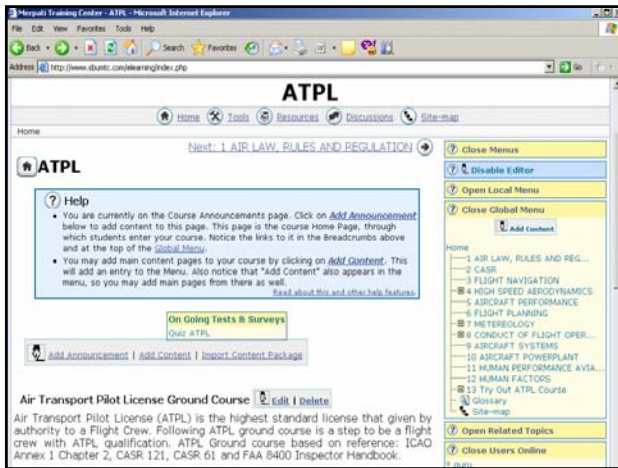 Merpati Training Center - ATPL - Microsoft Internet Explorer
File Edit View Favorites Tools Help
Back Search Favorites
Address http://www.sbumtc.com/elearning/index.php Go
ATPL
Home Tools Resources Discussions Site-map
Home
Next: 1 AIR LAW, RULES AND REGULATION
ATPL
Help
You are currently on the Course Announcements page. Click on Add Announcement
below to add content to this page. This page is the course Home Page, through
which students enter your course. Notice the links to it in the Breadcrumbs above
and at the top of the Global Menu.
You may add main content pages to your course by clicking on Add Content. This
will add an entry to the Menu. Also notice that "Add Content" also appears in the
menu, so you may add main pages from there as well.
Read about this and other help features.
On Going Tests & Surveys
Quiz ATPL
Add Announcement | Add Content | Import Content Package
Air Transport Pilot License Ground Course Edit | Delete
Air Transport Pilot License (ATPL) is the highest standard license that given by
authority to a Flight Crew. Following ATPL ground course is a step to be a flight
crew with ATPL qualification. ATPL Ground course based on reference: ICAO
Annex 1 Chapter 2, CASR 121, CASR 61 and FAA 8400 Inspector Handbook.
Close Menus
Disable Editor
Open Local Menu
Close Global Menu
Add Content
Home
1 AIR LAW, RULES AND REG...
2 CASR
3 FLIGHT NAVIGATION
4 HIGH SPEED AERODYNAMICS
5 AIRCRAFT PERFORMANCE
6 FLIGHT PLANNING
7 METEREOLOGY
8 CONDUCT OF FLIGHT OPER...
9 AIRCRAFT SYSTEMS
10 AIRCRAFT POWERPLANT
11 HUMAN PERFORMANCE AVIA...
12 HUMAN FACTORS
13 Try Out ATPL Course
Glossary
Site-map
Open Related Topics
Close Users Online
guru